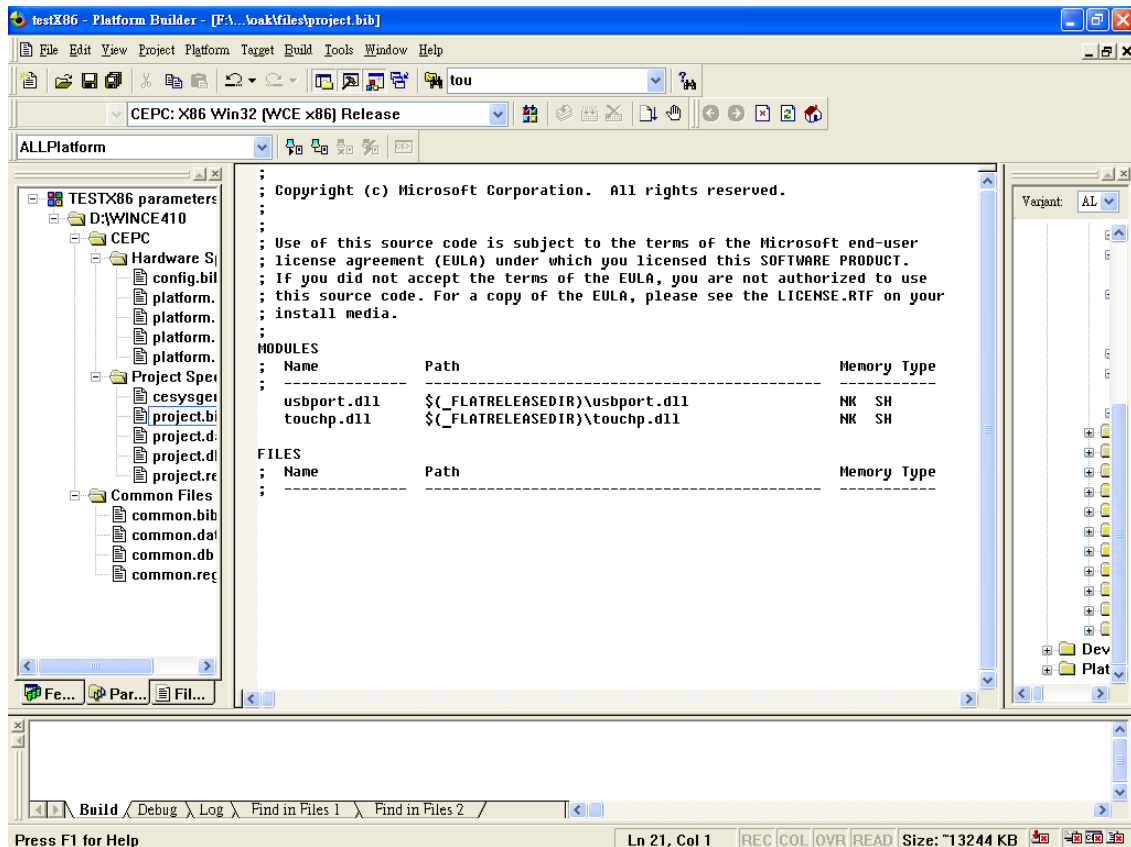 testX86 - Platform Builder - [F:\...\oak\files\project.bib]
File Edit View Project Platform Target Build Tools Window Help
tou
CEPC: X86 Win32 (WCE x86) Release
ALLPlatform
TESTX86 parameters
D:\WINCE410
CEPC
Hardware S
config.bil
platform.
platform.
platform.
platform.
Project Spe
cesysge
project.bi
project.d
project.dl
project.re
Common Files
common.bib
common.dat
common.db
common.reg
Fe... Par... Fil...
;
; Copyright (c) Microsoft Corporation.  All rights reserved.
;
;
; Use of this source code is subject to the terms of the Microsoft end-user
; license agreement (EULA) under which you licensed this SOFTWARE PRODUCT.
; If you did not accept the terms of the EULA, you are not authorized to use
; this source code. For a copy of the EULA, please see the LICENSE.RTF on your
; install media.
;
MODULES
;  Name            Path                                           Memory Type
;  --------------  ---------------------------------------------  -----------
   usbport.dll     $(_FLATRELEASEDIR)\usbport.dll                 NK  SH
   touchp.dll      $(_FLATRELEASEDIR)\touchp.dll                  NK  SH
FILES
;  Name            Path                                           Memory Type
;  --------------  ---------------------------------------------  -----------
Variant: AL
Dev
Plat
Build Debug Log Find in Files 1 Find in Files 2
Press F1 for Help Ln 21, Col 1 REC COL OVR READ Size: ~13244 KB